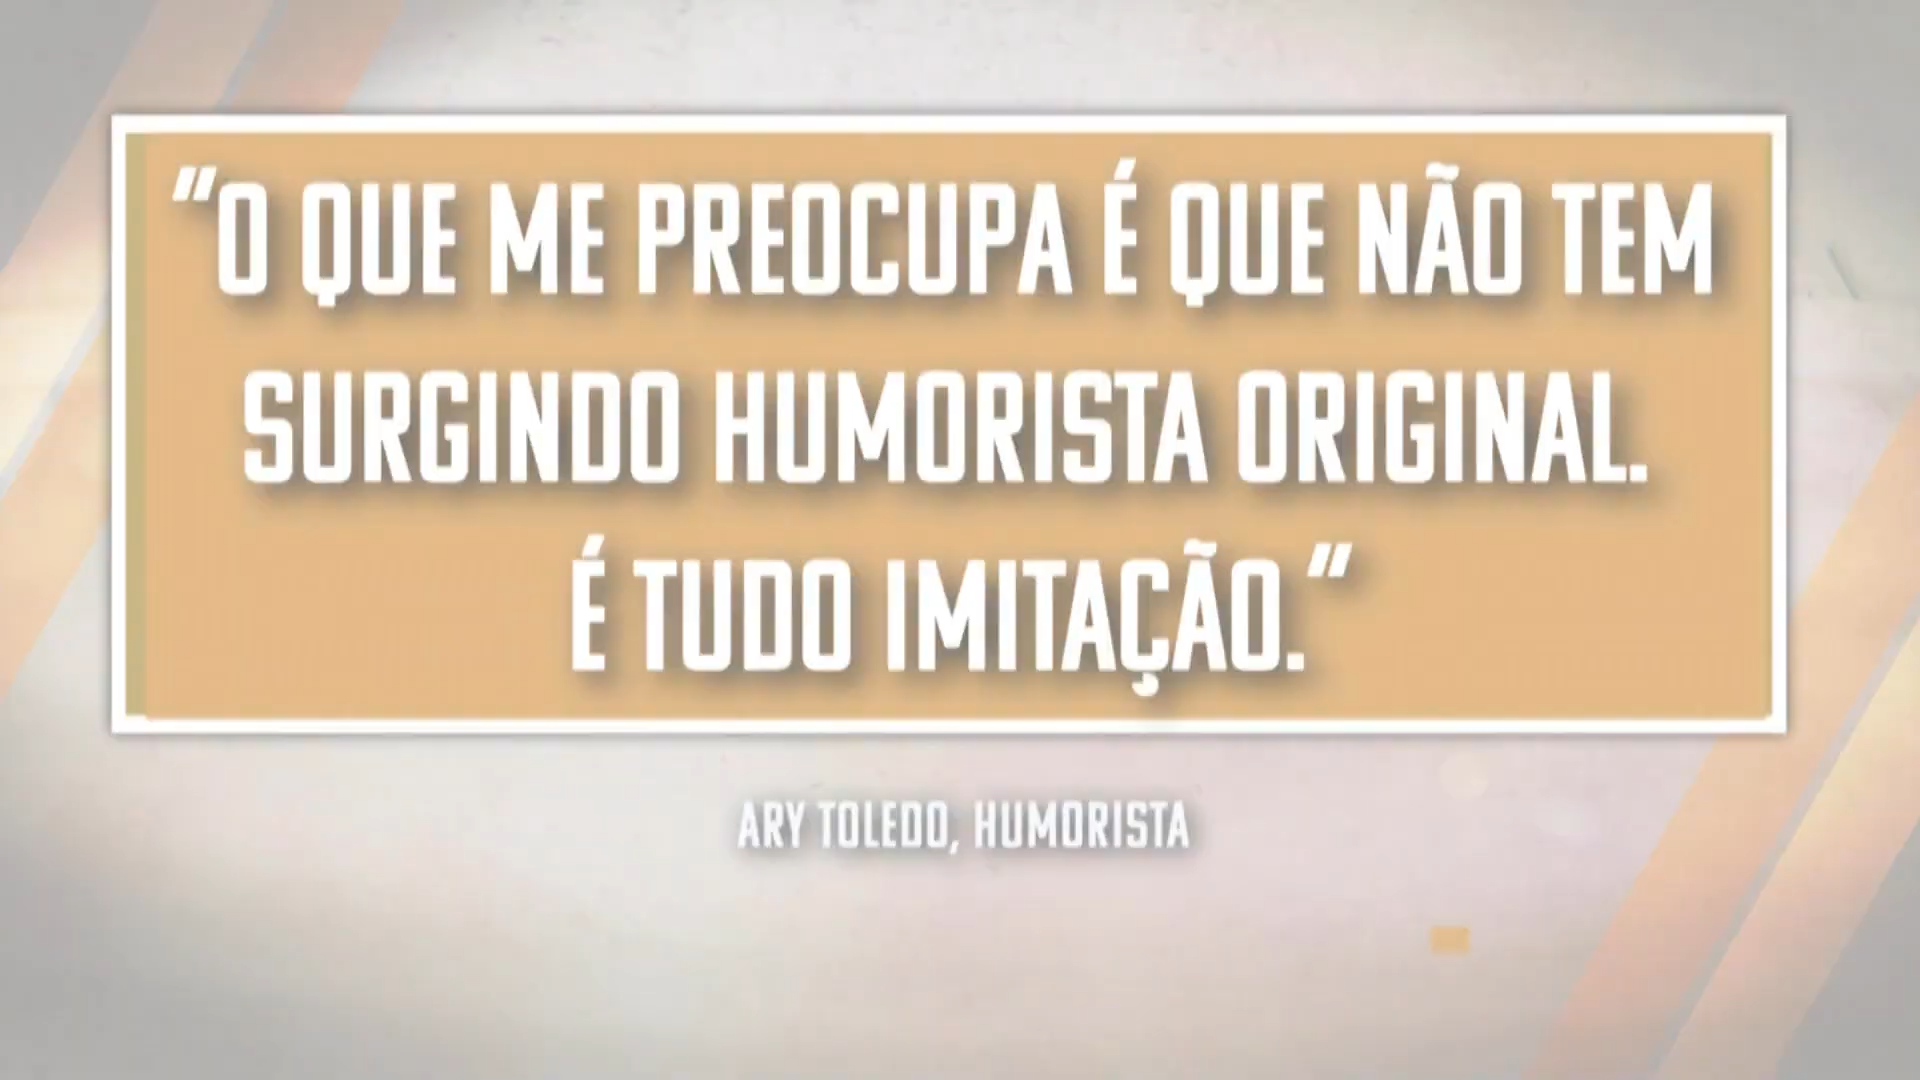 “O QUE ME PREOCUPA É QUE NÃO TEM
SURGINDO HUMORISTA ORIGINAL.
É TUDO IMITAÇÃO.”
ARY TOLEDO, HUMORISTA